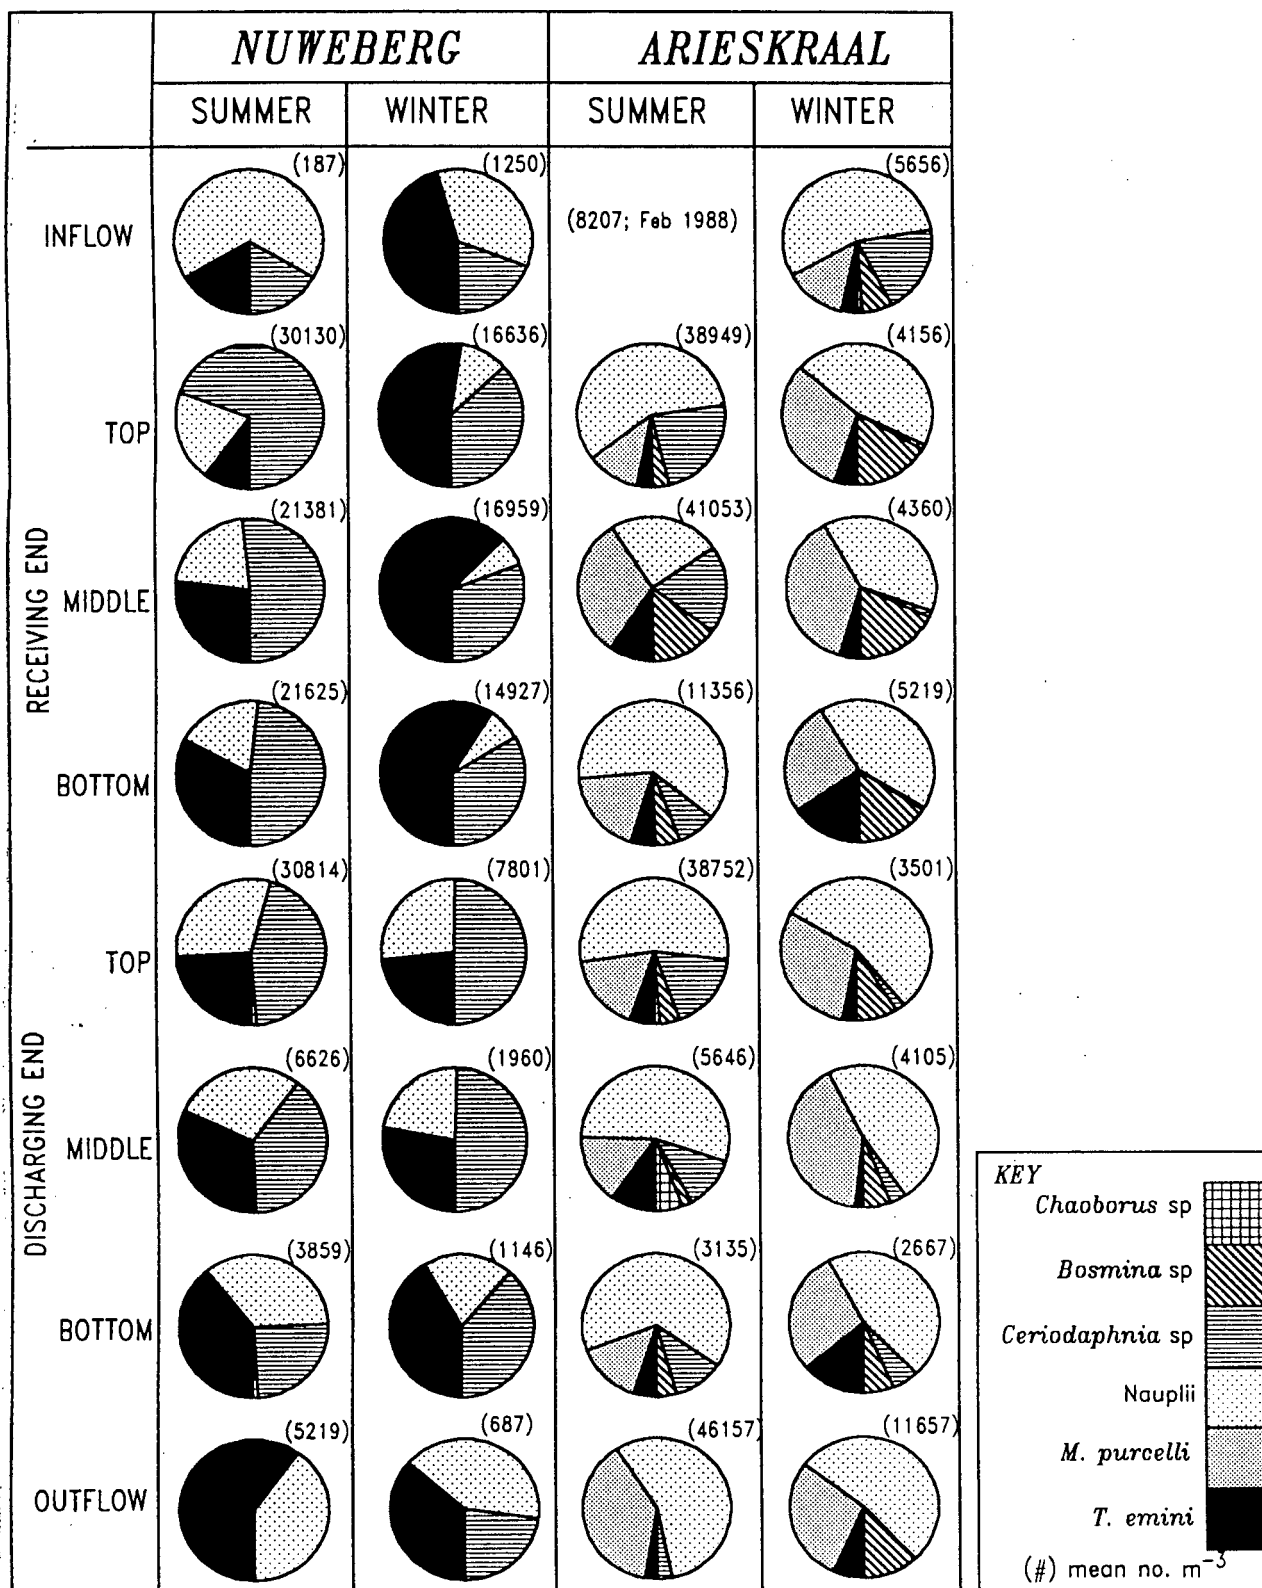 NUWEBERG ARIESKRAAL
SUMMER WINTER SUMMER WINTER
INFLOW (187) (1250) (8207; Feb 1988) (5656)
RECEIVING END
TOP (30130) (16636) (38949) (4156)
MIDDLE (21381) (16959) (41053) (4360)
BOTTOM (21625) (14927) (11356) (5219)
DISCHARGING END
TOP (30814) (7801) (38752) (3501)
MIDDLE (6626) (1960) (5646) (4105)
BOTTOM (3859) (1146) (3135) (2667)
OUTFLOW (5219) (687) (46157) (11657)
KEY
Chaoborus sp
Bosmina sp
Ceriodaphnia sp
Nauplii
M. purcelli
T. emini
(#) mean no. m⁻³